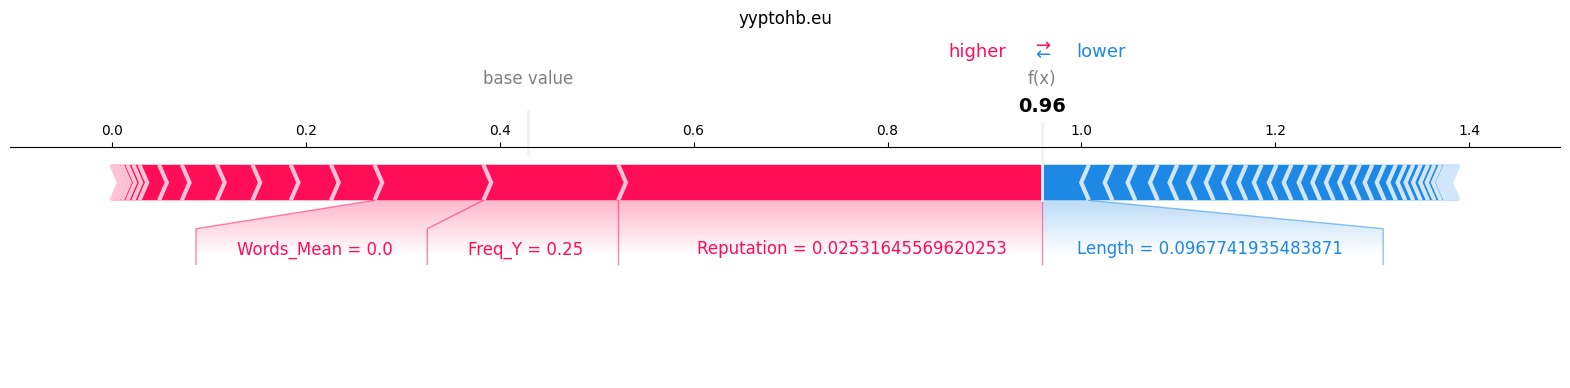 yyptohb.eu
higher ⇄ lower
base value f(x)
0.96
0.0 0.2 0.4 0.6 0.8 1.0 1.2 1.4
Words_Mean = 0.0 Freq_Y = 0.25 Reputation = 0.02531645569620253 Length = 0.0967741935483871